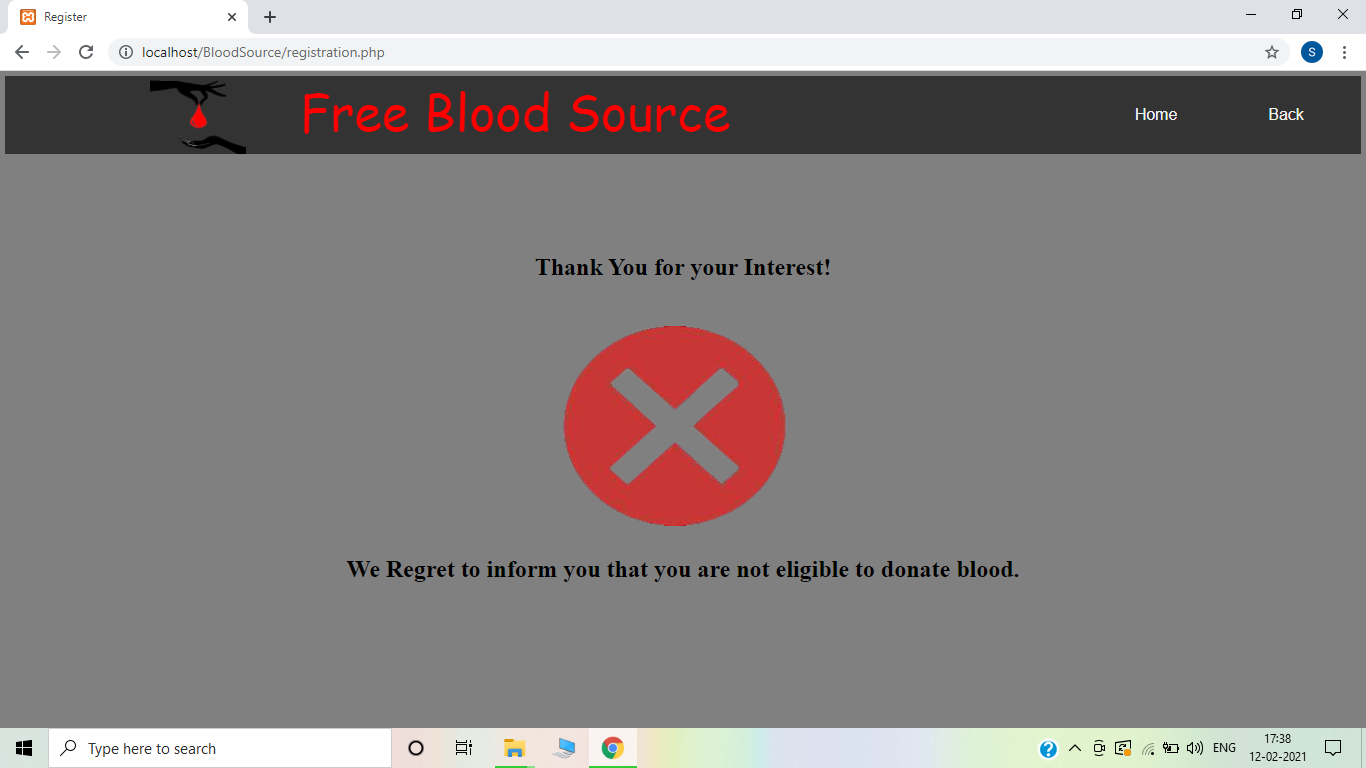 Register
localhost/BloodSource/registration.php
S
Free Blood Source
Home
Back
Thank You for your Interest!
We Regret to inform you that you are not eligible to donate blood.
Type here to search
ENG
17:38
12-02-2021